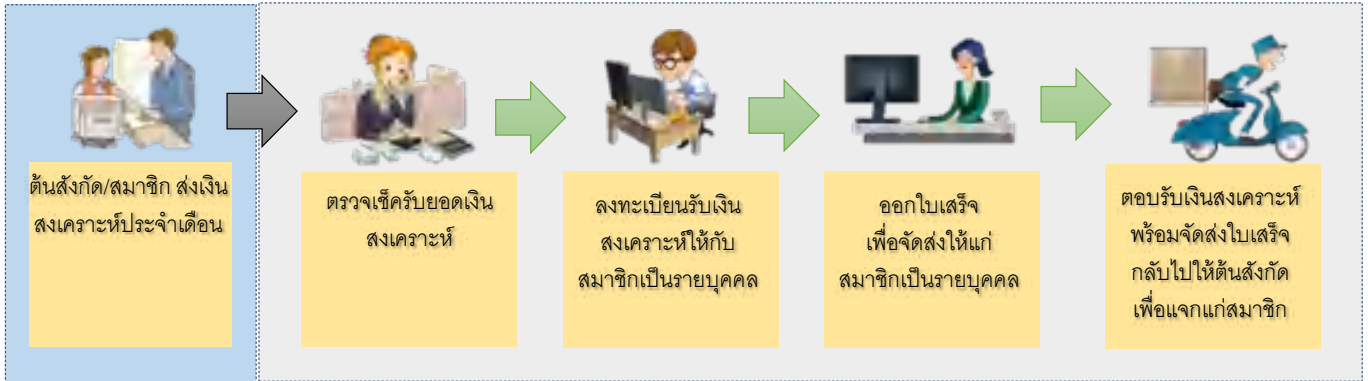 ต้นสังกัด/สมาชิก ส่งเงิน
สงเคราะห์ประจำเดือน
ตรวจเช็ครับยอดเงิน
สงเคราะห์
ลงทะเบียนรับเงิน
สงเคราะห์ให้กับ
สมาชิกเป็นรายบุคคล
ออกใบเสร็จ
เพื่อจัดส่งให้แก่
สมาชิกเป็นรายบุคคล
ตอบรับเงินสงเคราะห์
พร้อมจัดส่งใบเสร็จ
กลับไปให้ต้นสังกัด
เพื่อแจกแก่สมาชิก